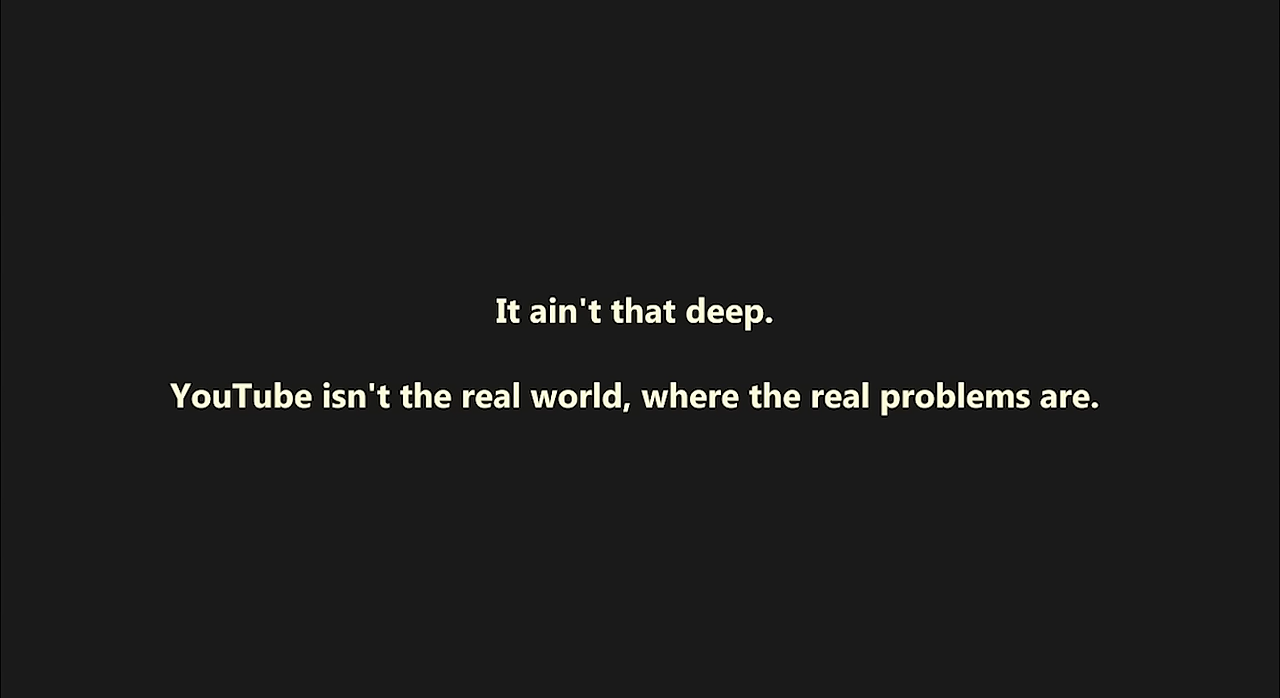 It ain't that deep.
YouTube isn't the real world, where the real problems are.